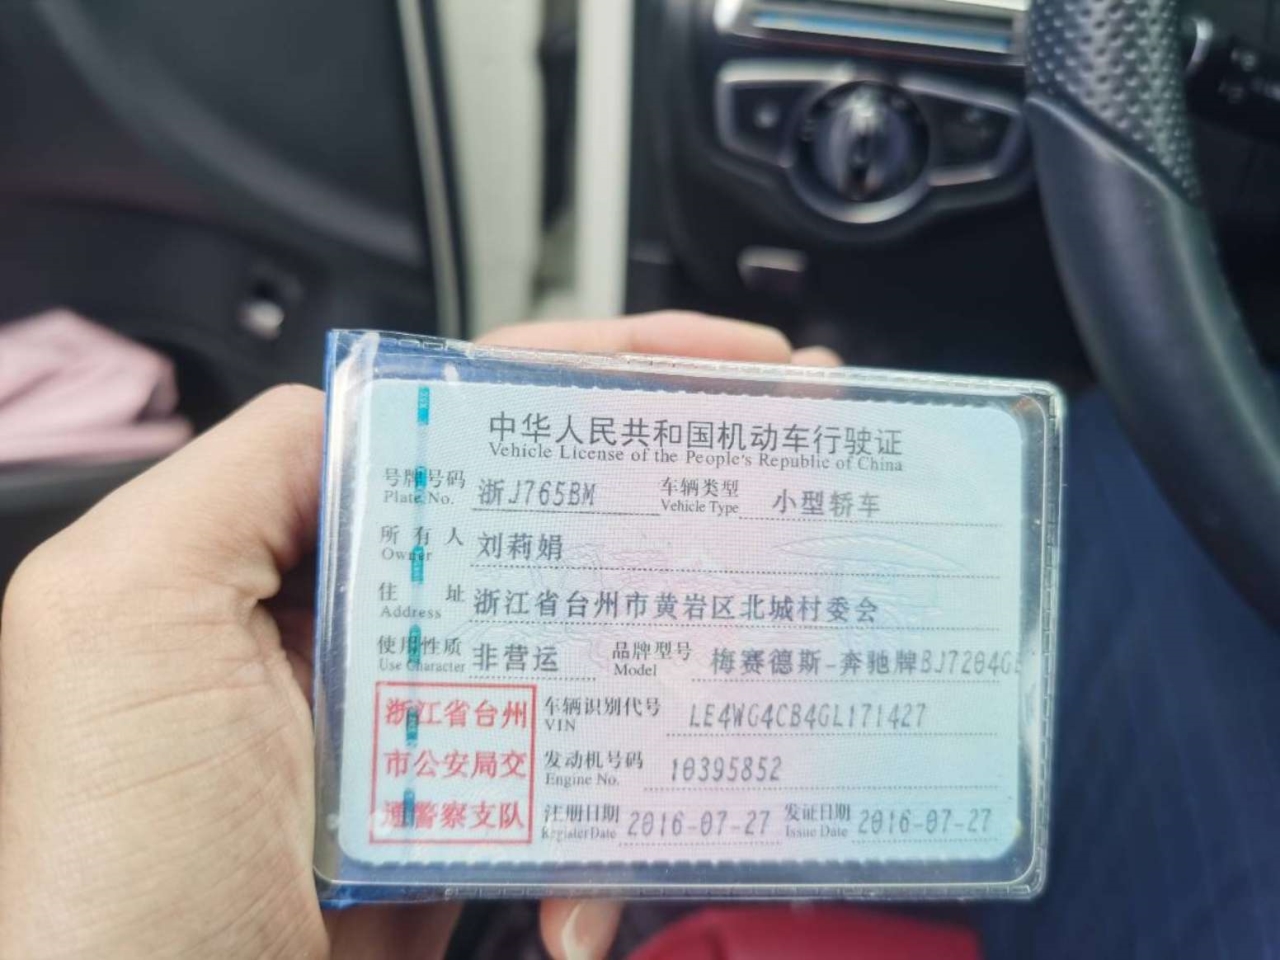 中华人民共和国机动车行驶证
Vehicle License of the People's Republic of China
号牌号码 浙J765BM 车辆类型 小型轿车
Plate No. Vehicle Type
所有人 刘莉娟
Owner
住址 浙江省台州市黄岩区北城村委会
Address
使用性质 非营运 品牌型号 梅赛德斯-奔驰牌BJ7204G
Use Character Model
浙江省台州 车辆识别代号 LE4WG4CB4GL171427
VIN
市公安局交 发动机号码 10395852
Engine No.
通警察支队 注册日期 2016-07-27 发证日期 2016-07-27
Register Date Issue Date